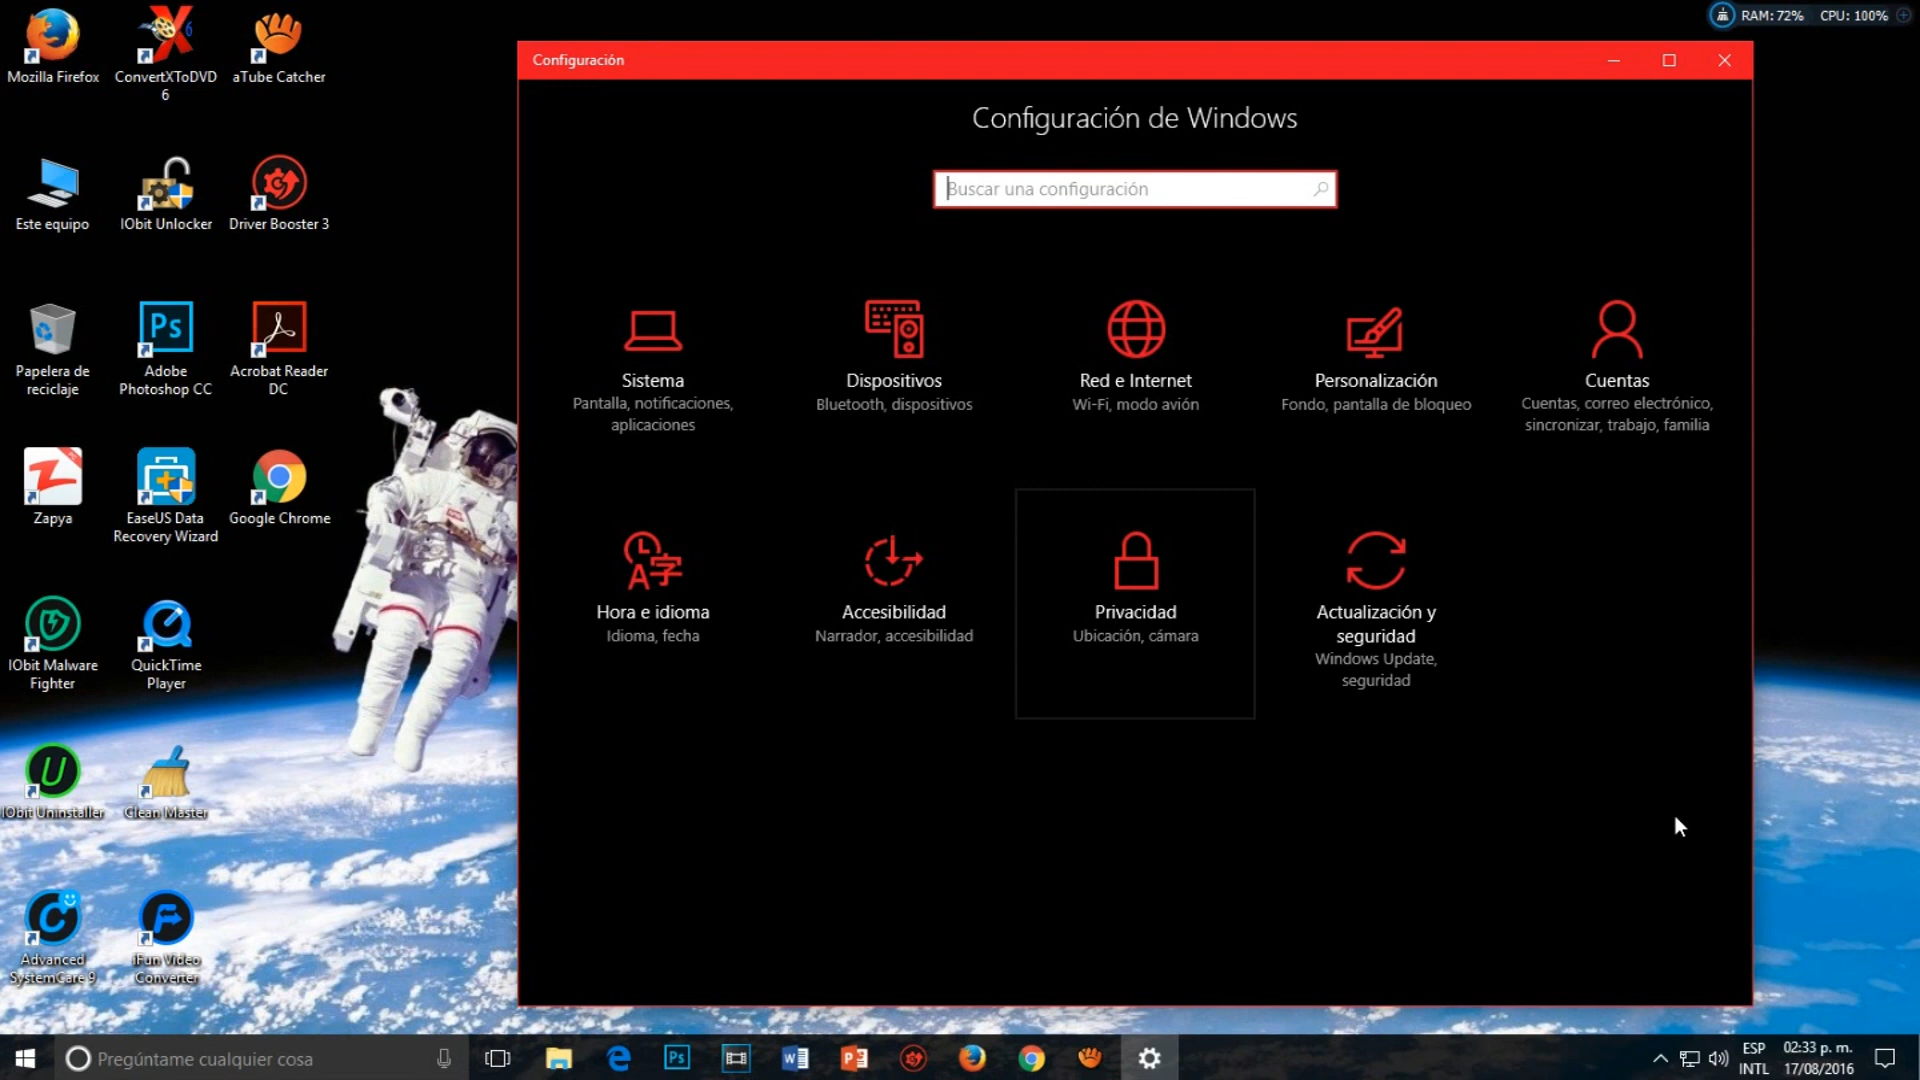 RAM: 72% CPU: 100%
Mozilla Firefox
ConvertXToDVD
6
aTube Catcher
Este equipo
IObit Unlocker
Driver Booster 3
Papelera de
reciclaje
Ps
Adobe
Photoshop CC
Acrobat Reader
DC
Zapya
EaseUS Data
Recovery Wizard
Google Chrome
IObit Malware
Fighter
QuickTime
Player
IObit Uninstaller
Clean Master
Advanced
SystemCare 9
iFun Video
Converter
Configuración
Configuración de Windows
Buscar una configuración
Sistema
Pantalla, notificaciones,
aplicaciones
Dispositivos
Bluetooth, dispositivos
Red e Internet
Wi-Fi, modo avión
Personalización
Fondo, pantalla de bloqueo
Cuentas
Cuentas, correo electrónico,
sincronizar, trabajo, familia
Hora e idioma
Idioma, fecha
Accesibilidad
Narrador, accesibilidad
Privacidad
Ubicación, cámara
Actualización y
seguridad
Windows Update,
seguridad
Pregúntame cualquier cosa
Ps
ESP
INTL
02:33 p. m.
17/08/2016